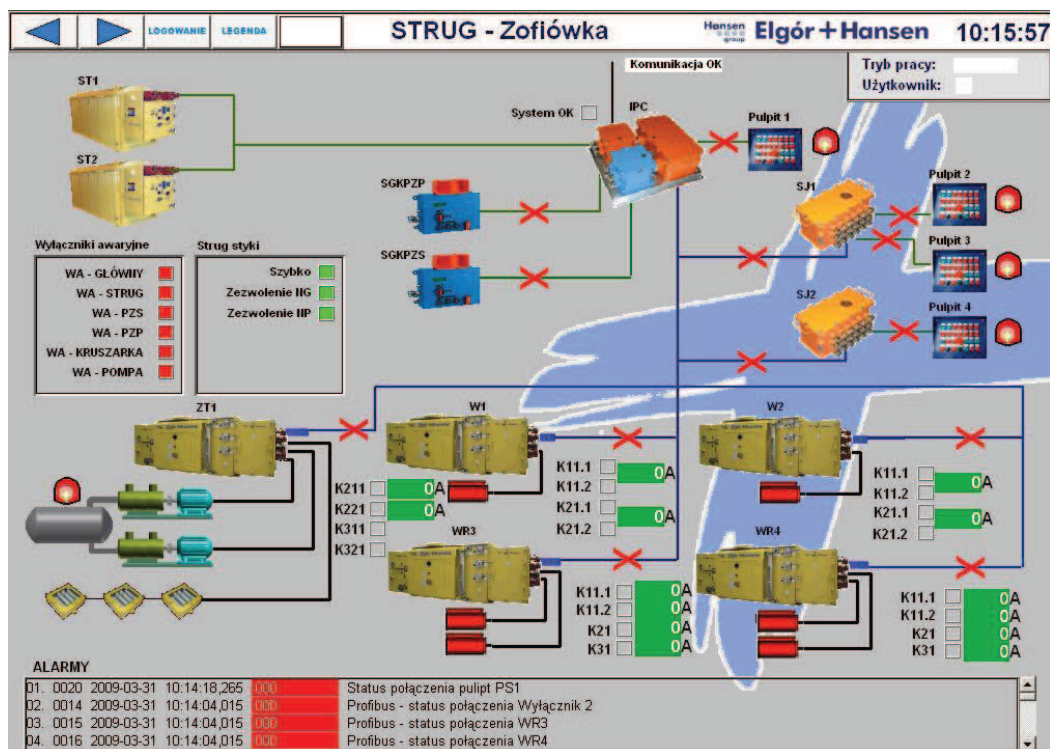 LOGOWANIE LEGENDA STRUG - Zofiówka Hansen group Elgór+Hansen 10:15:57
Komunikacja OK
Tryb pracy:
Użytkownik:
ST1
System OK
IPC
Pulpit 1
ST2
SGKPZP
SJ1
Pulpit 2
Wyłączniki awaryjne
Strug styki
SGKPZS
Pulpit 3
WA - GŁÓWNY
WA - STRUG
WA - PZS
WA - PZP
WA - KRUSZARKA
WA - POMPA
Szybko
Zezwolenie NG
Zezwolenie NP
SJ2
Pulpit 4
ZT1
W1
W2
K211 0A
K221 0A
K311
K321
K11.1
K11.2 0A
K21.1
K21.2 0A
K11.1
K11.2 0A
K21.1
K21.2 0A
WR3
WR4
K11.1 0A
K11.2 0A
K21 0A
K31 0A
K11.1 0A
K11.2 0A
K21 0A
K31 0A
ALARMY
01. 0020 2009-03-31 10:14:18,265 000 Status połączenia pulipt PS1
02. 0014 2009-03-31 10:14:04,015 000 Profibus - status połączenia Wyłącznik 2
03. 0015 2009-03-31 10:14:04,015 000 Profibus - status połączenia WR3
04. 0016 2009-03-31 10:14:04,015 000 Profibus - status połączenia WR4